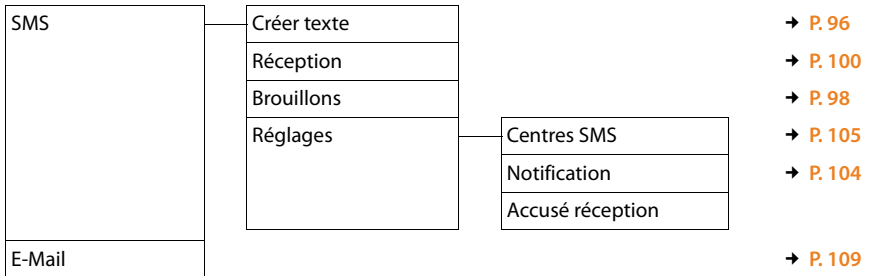 SMS Créer texte ➜ P. 96
Réception ➜ P. 100
Brouillons ➜ P. 98
Réglages Centres SMS ➜ P. 105
Notification ➜ P. 104
Accusé réception
E-Mail ➜ P. 109